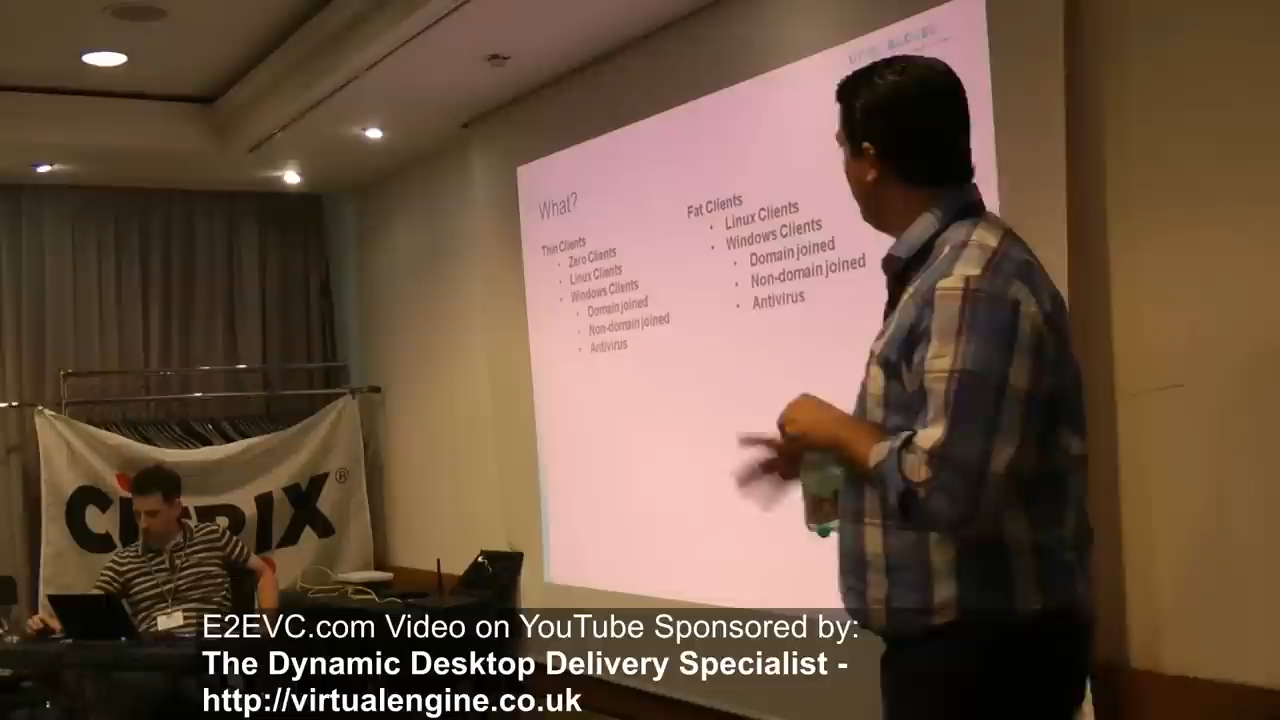 What?
Thin Clients
• Zero Clients
• Linux Clients
• Windows Clients
• Domain joined
• Non-domain joined
• Antivirus
Fat Clients
• Linux Clients
• Windows Clients
• Domain joined
• Non-domain joined
• Antivirus
®
E2EVC.com Video on YouTube Sponsored by:
The Dynamic Desktop Delivery Specialist -
http://virtualengine.co.uk